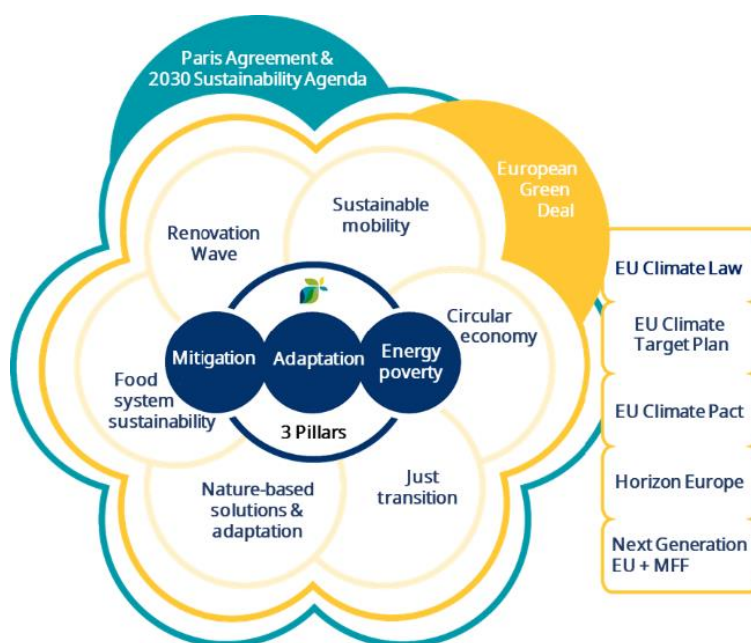 Paris Agreement &
2030 Sustainability Agenda
European
Green
Deal
Sustainable
mobility
Renovation
Wave
Circular
economy
Mitigation
Adaptation
Energy
poverty
3 Pillars
Food
system
sustainability
Nature-based
solutions &
adaptation
Just
transition
EU Climate Law
EU Climate
Target Plan
EU Climate Pact
Horizon Europe
Next Generation
EU + MFF